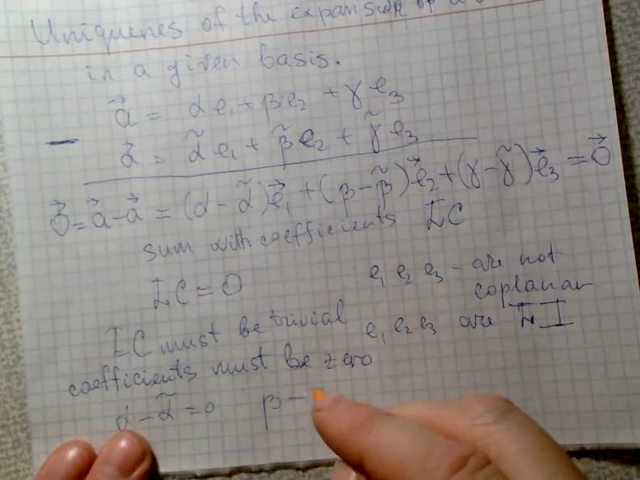 Uniquenes of the expansion of a
in a given basis.
a⃗ = αe₁ + βe₂ + γe₃
− a⃗ = α̃e₁ + β̃e₂ + γ̃e₃
0⃗ = a⃗ − a⃗ = (α − α̃)e⃗₁ + (β − β̃)e⃗₂ + (γ − γ̃)e⃗₃ = 0⃗
sum with coefficients LC
LC = 0 e₁ e₂ e₃ – are not
coplanar
LC must be trivial e₁ e₂ e₃ are LI
coefficients must be zero
α − α̃ = 0 β −